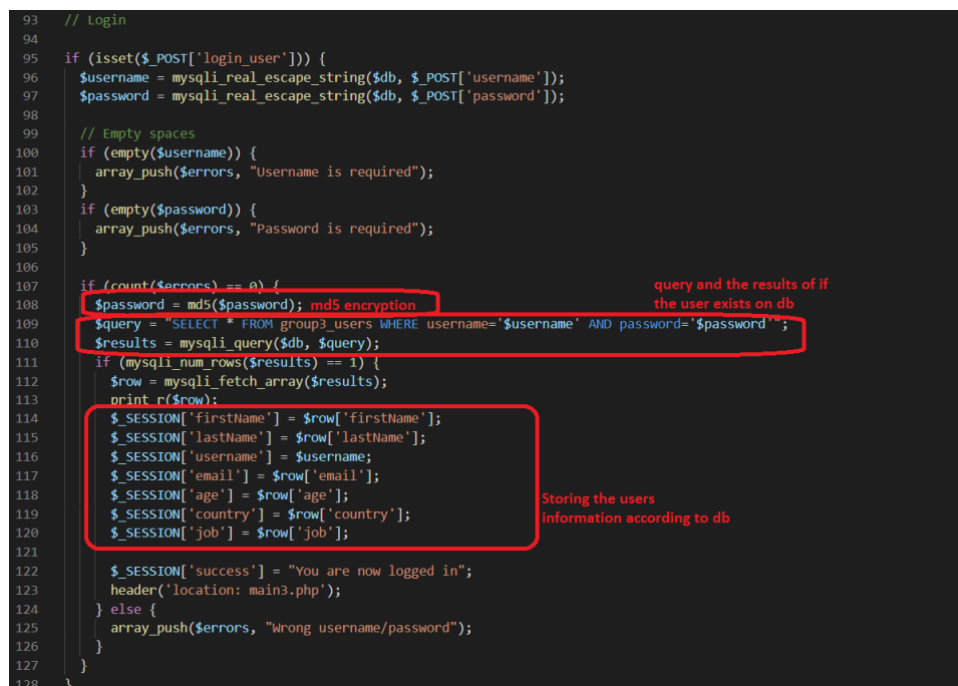 93 // Login
94
95 if (isset($_POST['login_user'])) {
96 $username = mysqli_real_escape_string($db, $_POST['username']);
97 $password = mysqli_real_escape_string($db, $_POST['password']);
98
99 // Empty spaces
100 if (empty($username)) {
101 array_push($errors, "Username is required");
102 }
103 if (empty($password)) {
104 array_push($errors, "Password is required");
105 }
106
107 if (count($errors) == 0) {
query and the results of if
the user exists on db
108 $password = md5($password); md5 encryption
109 $query = "SELECT * FROM group3_users WHERE username='$username' AND password='$password'";
110 $results = mysqli_query($db, $query);
111 if (mysqli_num_rows($results) == 1) {
112 $row = mysqli_fetch_array($results);
113 print_r($row);
114 $_SESSION['firstName'] = $row['firstName'];
115 $_SESSION['lastName'] = $row['lastName'];
116 $_SESSION['username'] = $username;
117 $_SESSION['email'] = $row['email'];
118 $_SESSION['age'] = $row['age'];
119 $_SESSION['country'] = $row['country'];
120 $_SESSION['job'] = $row['job'];
Storing the users
information according to db
121
122 $_SESSION['success'] = "You are now logged in";
123 header('location: main3.php');
124 } else {
125 array_push($errors, "Wrong username/password");
126 }
127 }
128 }